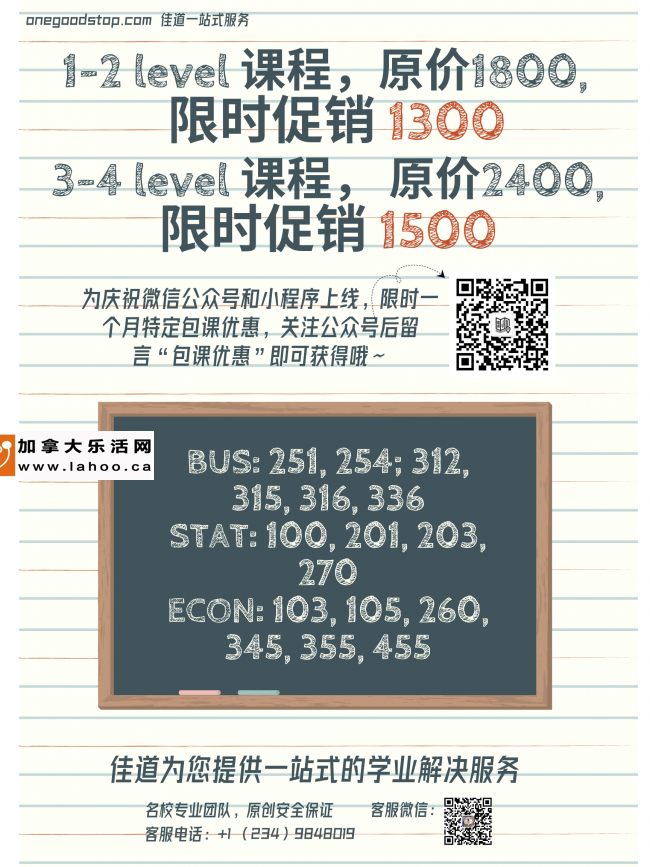 onegoodstop.com 佳道一站式服务
1-2 level 课程，原价1800,
限时促销 1300
3-4 level 课程， 原价2400,
限时促销 1500
为庆祝微信公众号和小程序上线，限时一
个月特定包课优惠，关注公众号后留
言“包课优惠”即可获得哦~
加拿大乐活网
www.lahoo.ca
BUS: 251, 254; 312,
315, 316, 336
STAT: 100, 201, 203,
270
ECON: 103, 105, 260,
345, 355, 455
佳道为您提供一站式的学业解决服务
名校专业团队，原创安全保证 客服微信：
客服电话：+1 （234）9848019